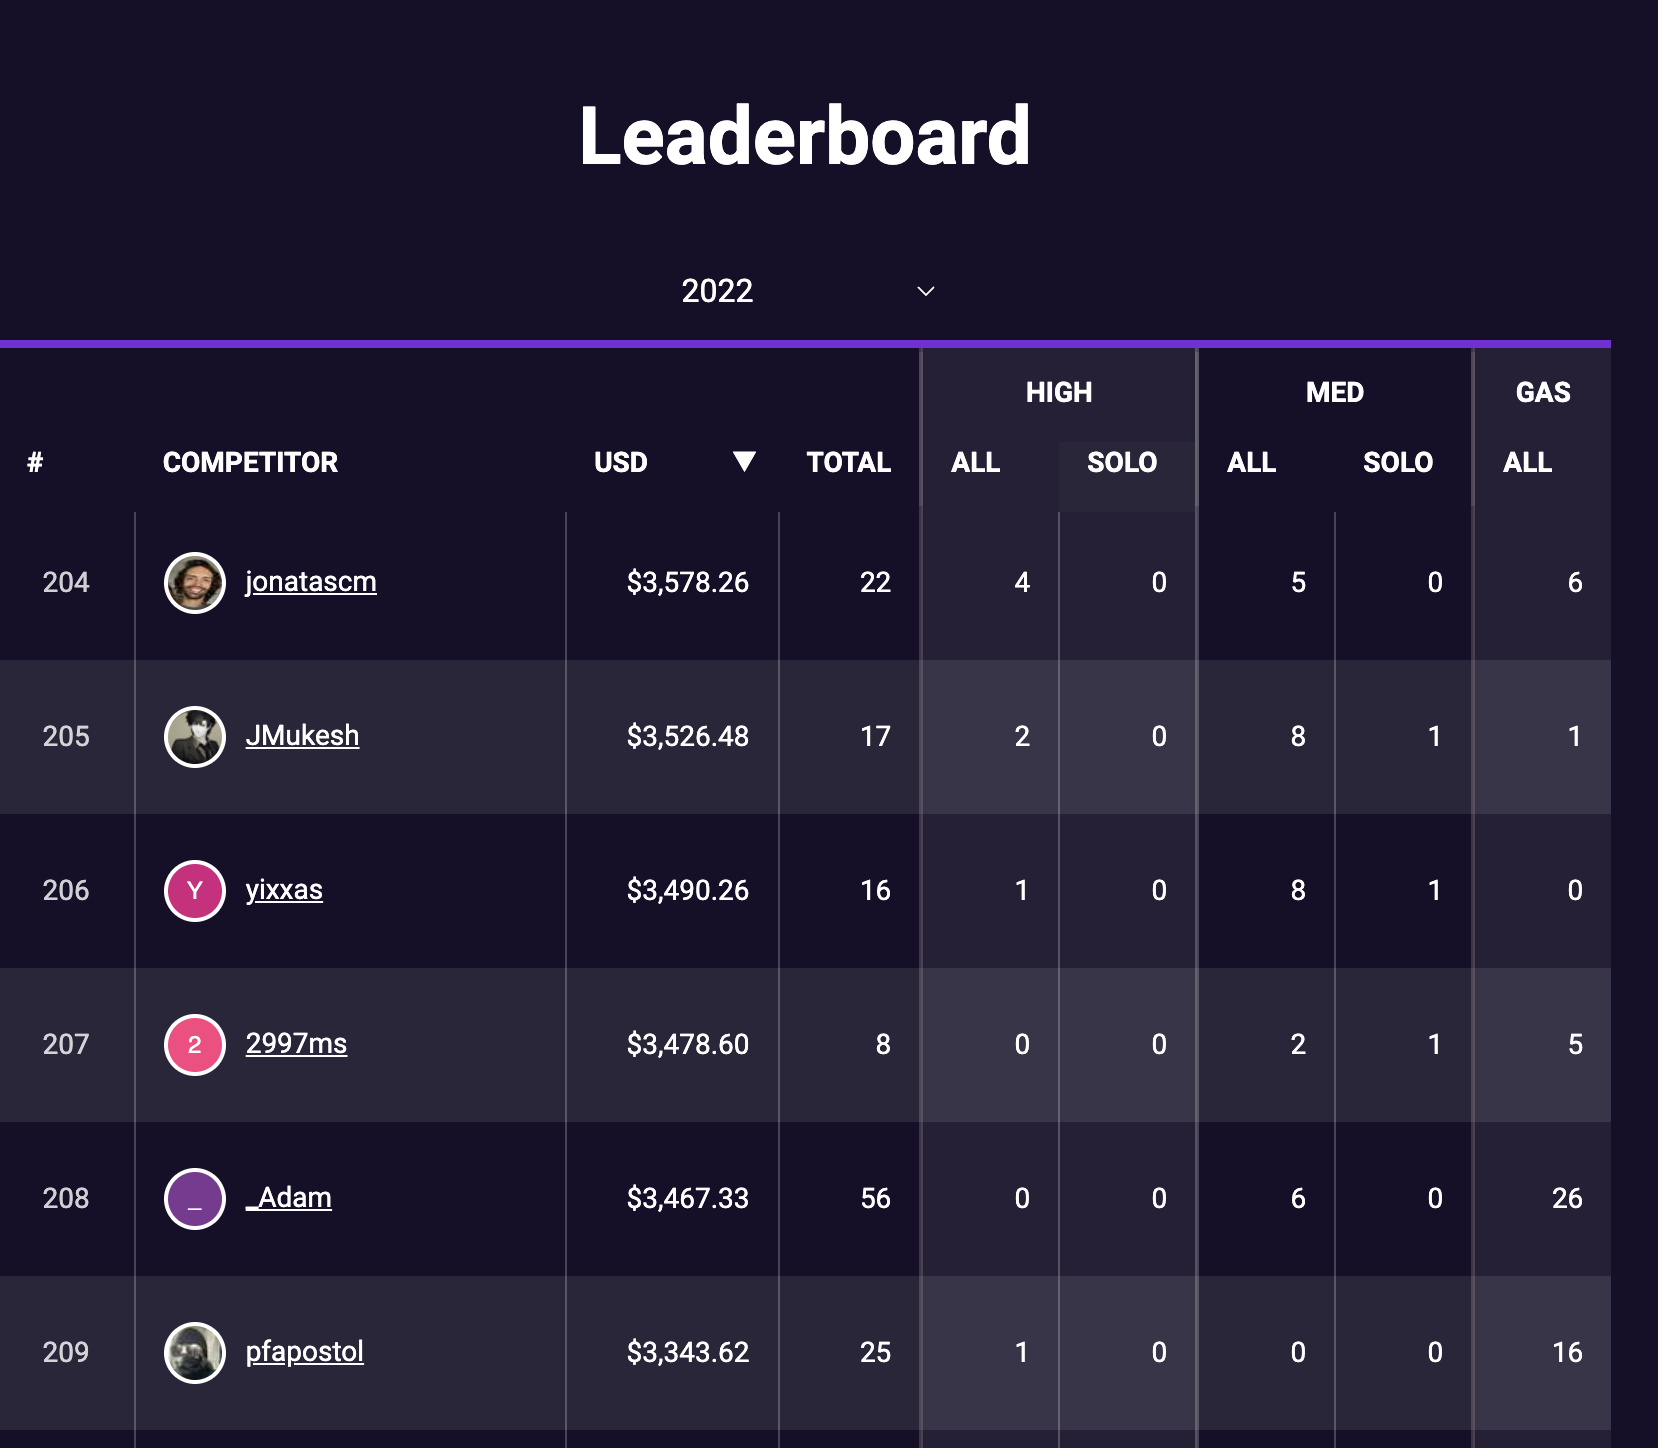 Leaderboard
2022
HIGH MED GAS
# COMPETITOR USD ▼ TOTAL ALL SOLO ALL SOLO ALL
204 jonatascm $3,578.26 22 4 0 5 0 6
205 JMukesh $3,526.48 17 2 0 8 1 1
206 Y yixxas $3,490.26 16 1 0 8 1 0
207 2 2997ms $3,478.60 8 0 0 2 1 5
208 _ _Adam $3,467.33 56 0 0 6 0 26
209 pfapostol $3,343.62 25 1 0 0 0 16